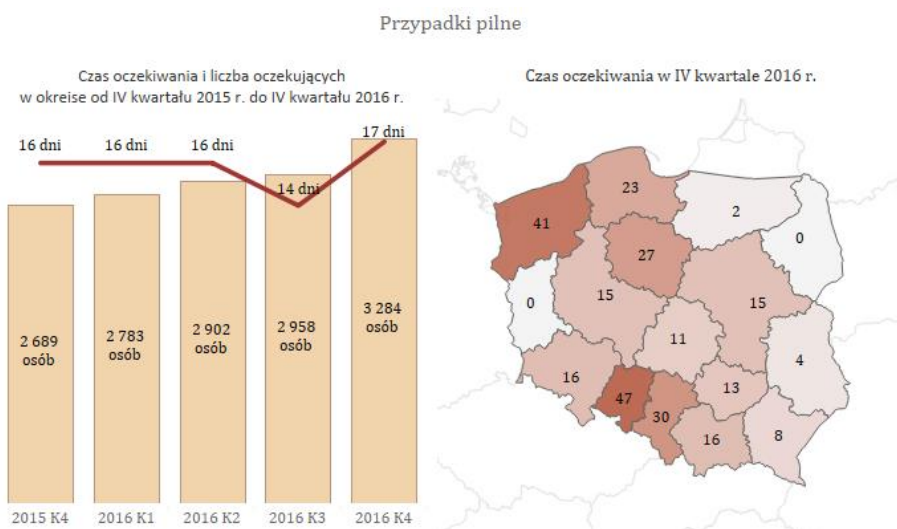 Przypadki pilne
Czas oczekiwania i liczba oczekujących
w okreise od IV kwartału 2015 r. do IV kwartału 2016 r.
16 dni
16 dni
16 dni
14 dni
17 dni
2 689
osób
2 783
osób
2 902
osób
2 958
osób
3 284
osób
2015 K4
2016 K1
2016 K2
2016 K3
2016 K4
Czas oczekiwania w IV kwartale 2016 r.
41
23
2
0
27
0
15
15
11
4
16
47
30
13
16
8